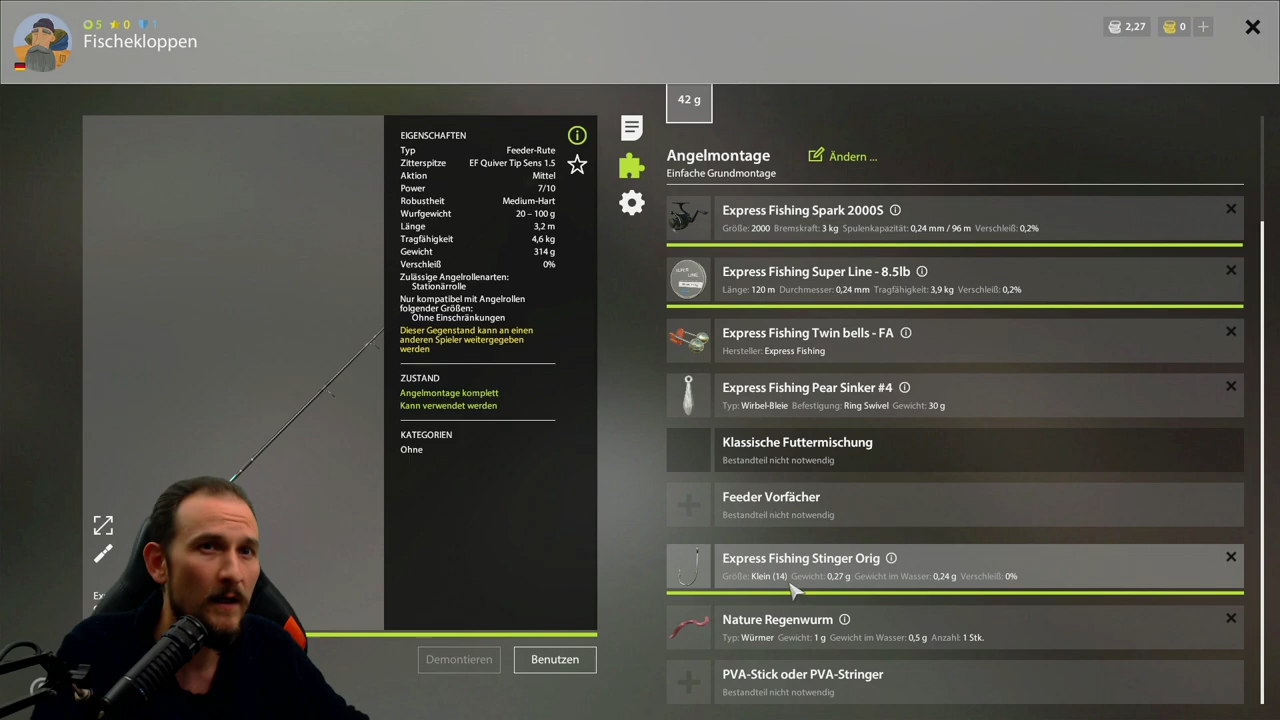 5 0 1
Fischekloppen
2,27
0
42 g
EIGENSCHAFTEN
Typ Feeder-Rute
Zitterspitze EF Quiver Tip Sens 1.5
Aktion Mittel
Power 7/10
Robustheit Medium-Hart
Wurfgewicht 20 – 100 g
Länge 3,2 m
Tragfähigkeit 4,6 kg
Gewicht 314 g
Verschleiß 0%
Zulässige Angelrollenarten:
Stationärrolle
Nur kompatibel mit Angelrollen
folgender Größen:
Ohne Einschränkungen
Dieser Gegenstand kann an einen
anderen Spieler weitergegeben
werden
ZUSTAND
Angelmontage komplett
Kann verwendet werden
KATEGORIEN
Ohne
Demontieren
Benutzen
Angelmontage
Ändern ...
Einfache Grundmontage
Express Fishing Spark 2000S
Größe: 2000 Bremskraft: 3 kg Spulenkapazität: 0,24 mm / 96 m Verschleiß: 0,2%
Express Fishing Super Line - 8.5lb
Länge: 120 m Durchmesser: 0,24 mm Tragfähigkeit: 3,9 kg Verschleiß: 0,2%
Express Fishing Twin bells - FA
Hersteller: Express Fishing
Express Fishing Pear Sinker #4
Typ: Wirbel-Bleie Befestigung: Ring Swivel Gewicht: 30 g
Klassische Futtermischung
Bestandteil nicht notwendig
Feeder Vorfächer
Bestandteil nicht notwendig
Express Fishing Stinger Orig
Größe: Klein (14) Gewicht: 0,27 g Gewicht im Wasser: 0,24 g Verschleiß: 0%
Nature Regenwurm
Typ: Würmer Gewicht: 1 g Gewicht im Wasser: 0,5 g Anzahl: 1 Stk.
PVA-Stick oder PVA-Stringer
Bestandteil nicht notwendig